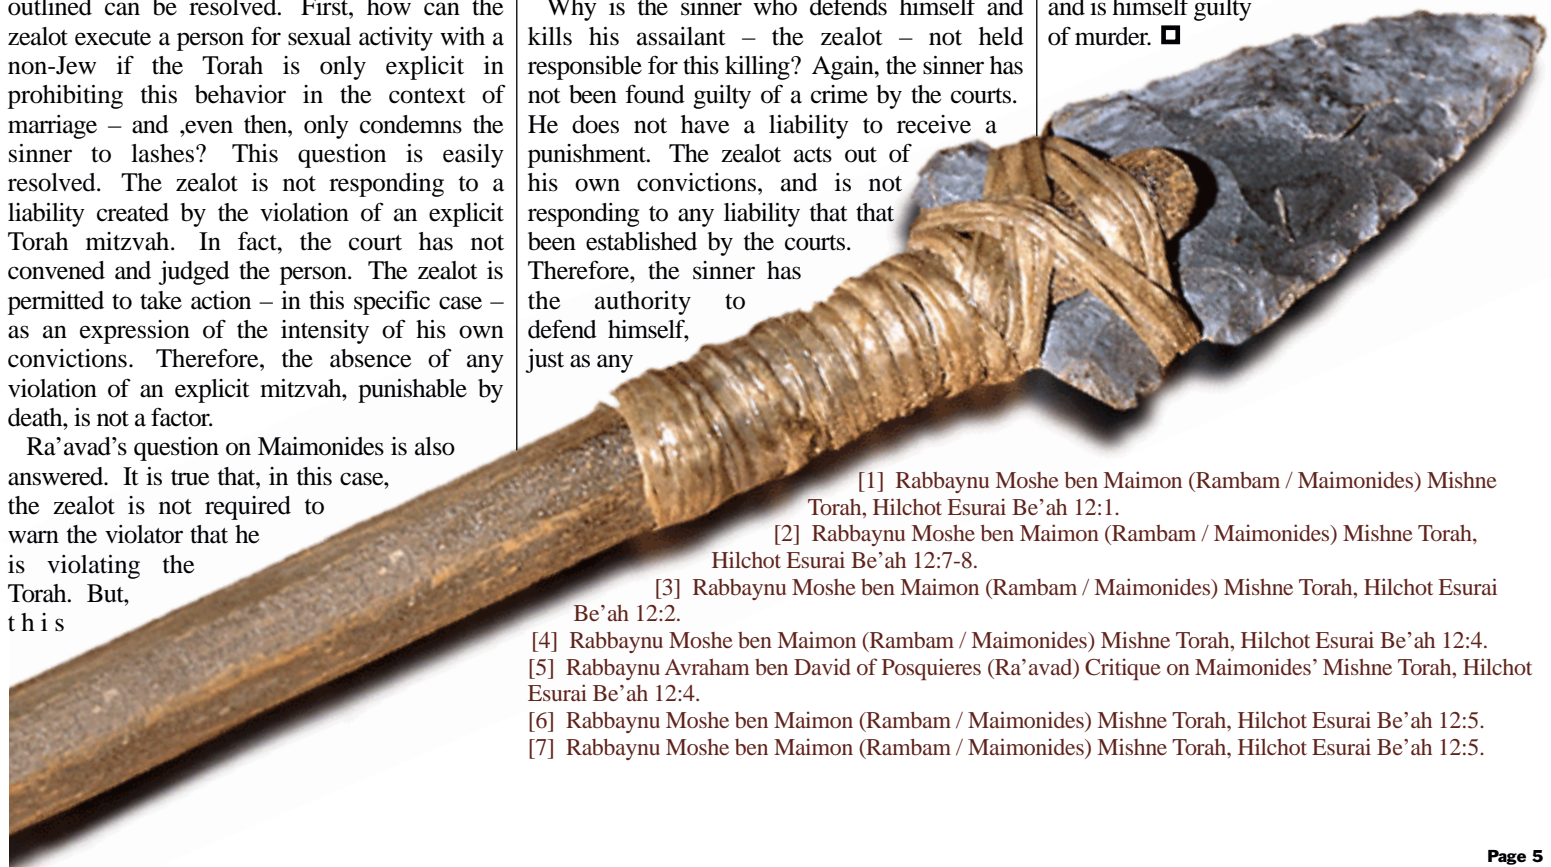 outlined can be resolved. First, how can the
zealot execute a person for sexual activity with a
non-Jew if the Torah is only explicit in
prohibiting this behavior in the context of
marriage – and ,even then, only condemns the
sinner to lashes? This question is easily
resolved. The zealot is not responding to a
liability created by the violation of an explicit
Torah mitzvah. In fact, the court has not
convened and judged the person. The zealot is
permitted to take action – in this specific case –
as an expression of the intensity of his own
convictions. Therefore, the absence of any
violation of an explicit mitzvah, punishable by
death, is not a factor.
Ra’avad’s question on Maimonides is also
answered. It is true that, in this case,
the zealot is not required to
warn the violator that he
is violating the
Torah. But,
this
Why is the sinner who defends himself and
kills his assailant – the zealot – not held
responsible for this killing? Again, the sinner has
not been found guilty of a crime by the courts.
He does not have a liability to receive a
punishment. The zealot acts out of
his own convictions, and is not
responding to any liability that that
been established by the courts.
Therefore, the sinner has
the authority to
defend himself,
just as any
and is himself guilty
of murder.
[1] Rabbaynu Moshe ben Maimon (Rambam / Maimonides) Mishne
Torah, Hilchot Esurai Be’ah 12:1.
[2] Rabbaynu Moshe ben Maimon (Rambam / Maimonides) Mishne Torah,
Hilchot Esurai Be’ah 12:7-8.
[3] Rabbaynu Moshe ben Maimon (Rambam / Maimonides) Mishne Torah, Hilchot Esurai
Be’ah 12:2.
[4] Rabbaynu Moshe ben Maimon (Rambam / Maimonides) Mishne Torah, Hilchot Esurai Be’ah 12:4.
[5] Rabbaynu Avraham ben David of Posquieres (Ra’avad) Critique on Maimonides’ Mishne Torah, Hilchot
Esurai Be’ah 12:4.
[6] Rabbaynu Moshe ben Maimon (Rambam / Maimonides) Mishne Torah, Hilchot Esurai Be’ah 12:5.
[7] Rabbaynu Moshe ben Maimon (Rambam / Maimonides) Mishne Torah, Hilchot Esurai Be’ah 12:5.
Page 5